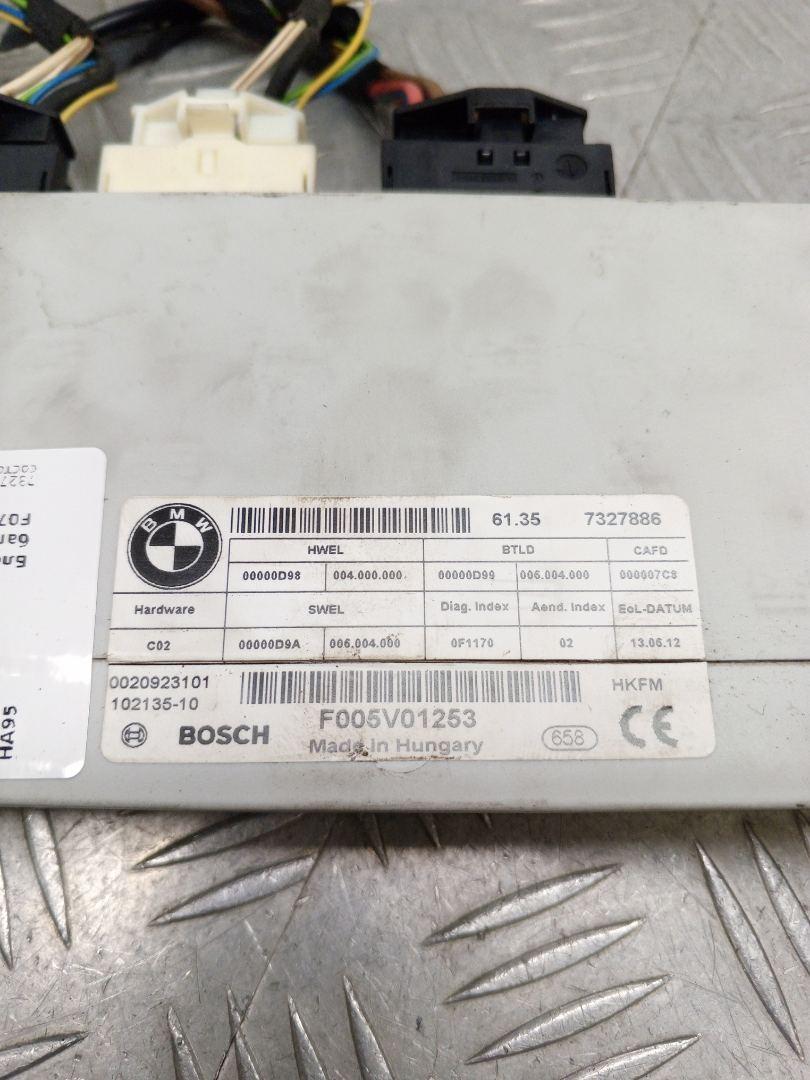 BMW
61.35 7327886
HWEL BTLD CAFD
00000D98 004.000.000 00000D99 006.004.000 000007C8
Hardware SWEL Diag. Index Aend. Index EoL-DATUM
C02 00000D9A 006.004.000 0F1170 02 13.06.12
0020923101 HKFM
102135-10
F005V01253
BOSCH Made in Hungary 658 CE
HA95
7327
F07